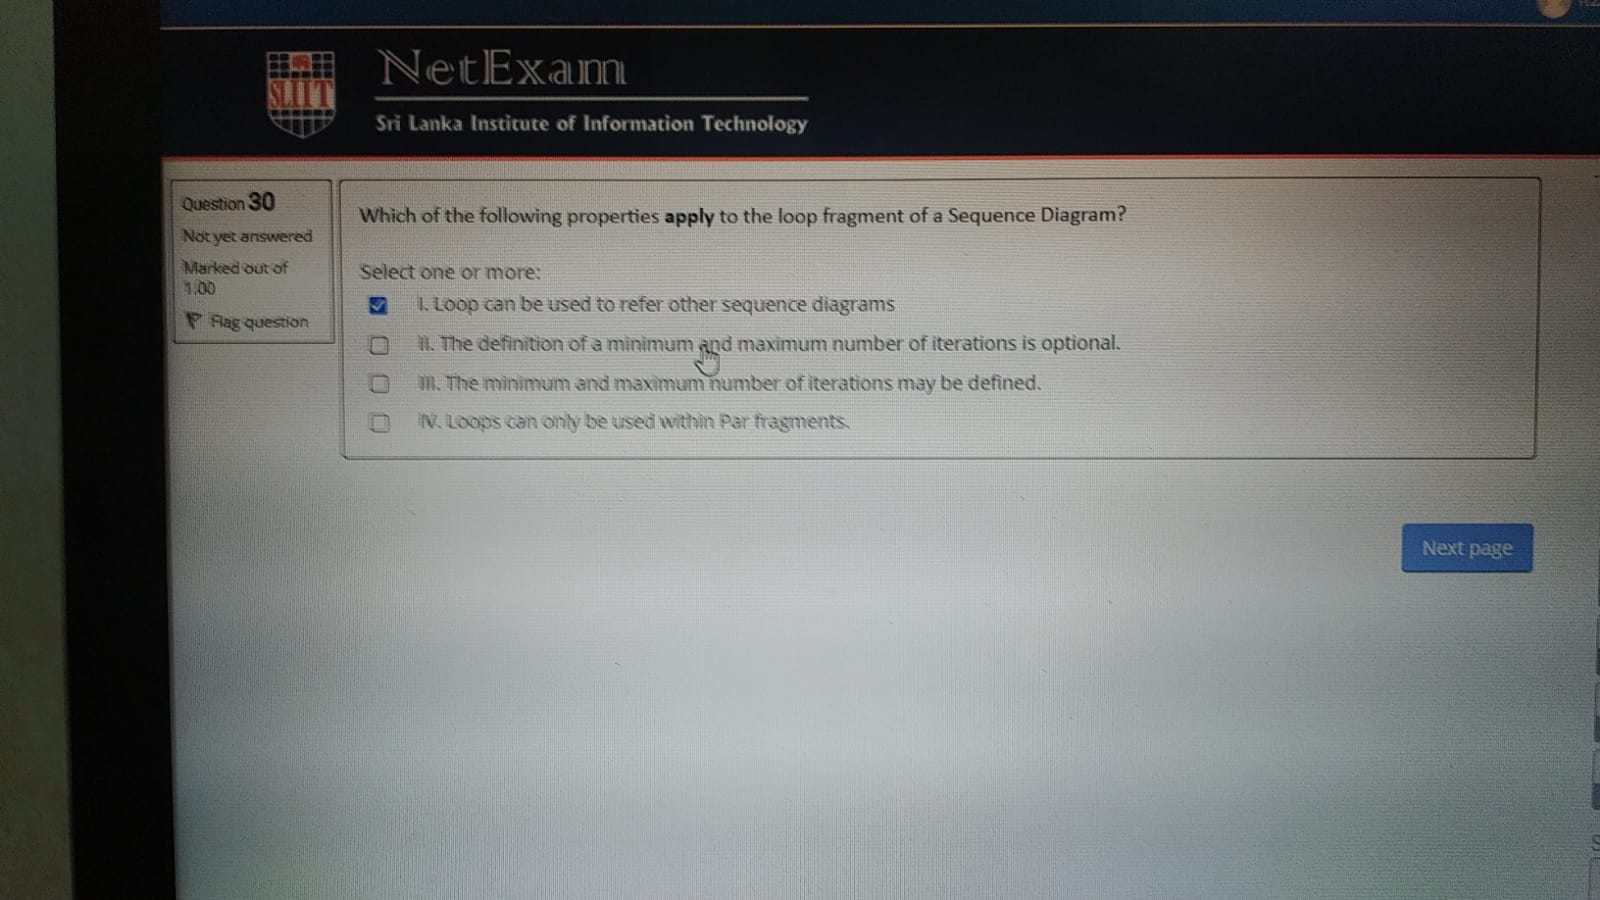 SLIIT
NetExam
Sri Lanka Institute of Information Technology
Question 30
Not yet answered
Marked out of
1.00
Flag question
Which of the following properties apply to the loop fragment of a Sequence Diagram?
Select one or more:
I. Loop can be used to refer other sequence diagrams
II. The definition of a minimum and maximum number of iterations is optional.
III. The minimum and maximum number of iterations may be defined.
IV. Loops can only be used within Par fragments.
Next page